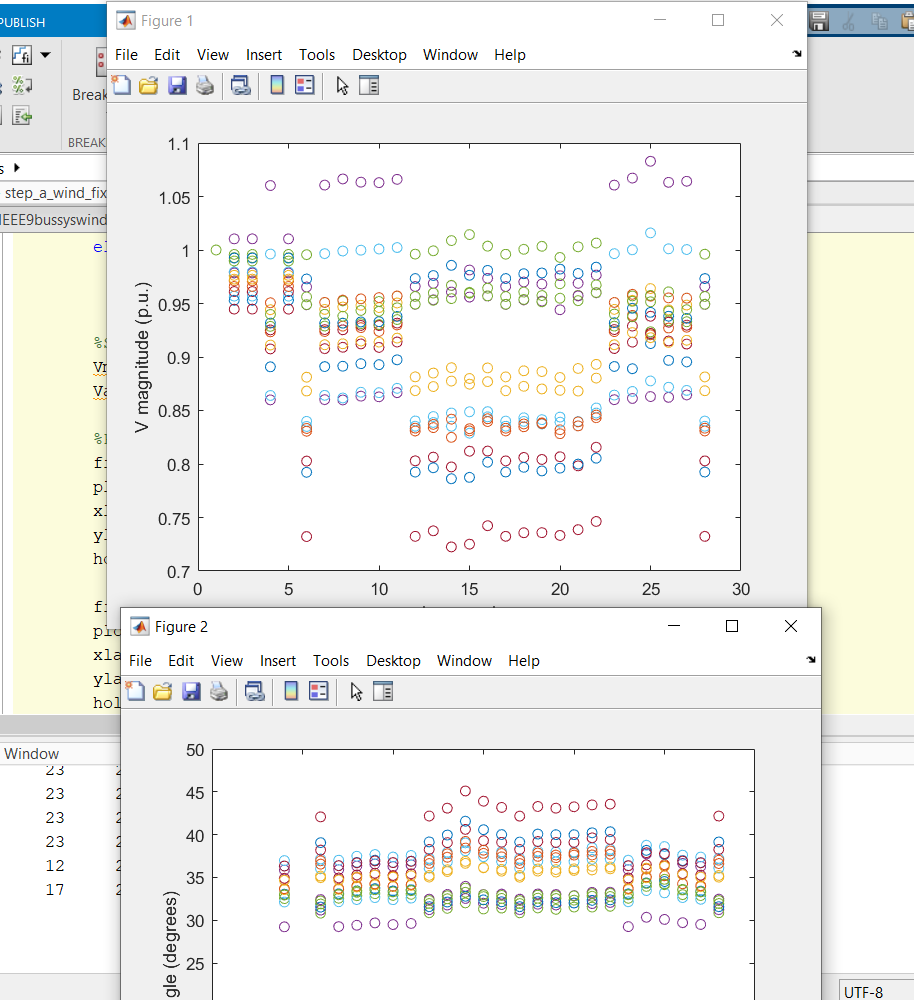 PUBLISH
Figure 1
File Edit View Insert Tools Desktop Window Help
fi
Break
BREAK
step_a_wind_fix
IEEE9bussyswind
1.1
1.05
1
0.95
0.9
0.85
0.8
0.75
0.7
V magnitude (p.u.)
0 5 10 15 20 25 30
Figure 2
File Edit View Insert Tools Desktop Window Help
50
45
40
35
30
25
gle (degrees)
el
%S
Vm
Va
fi
pl
xl
yl
ho
fi
plo
xla
yla
hol
Window
23 2
23 2
23 2
23 2
12 2
17 2
UTF-8